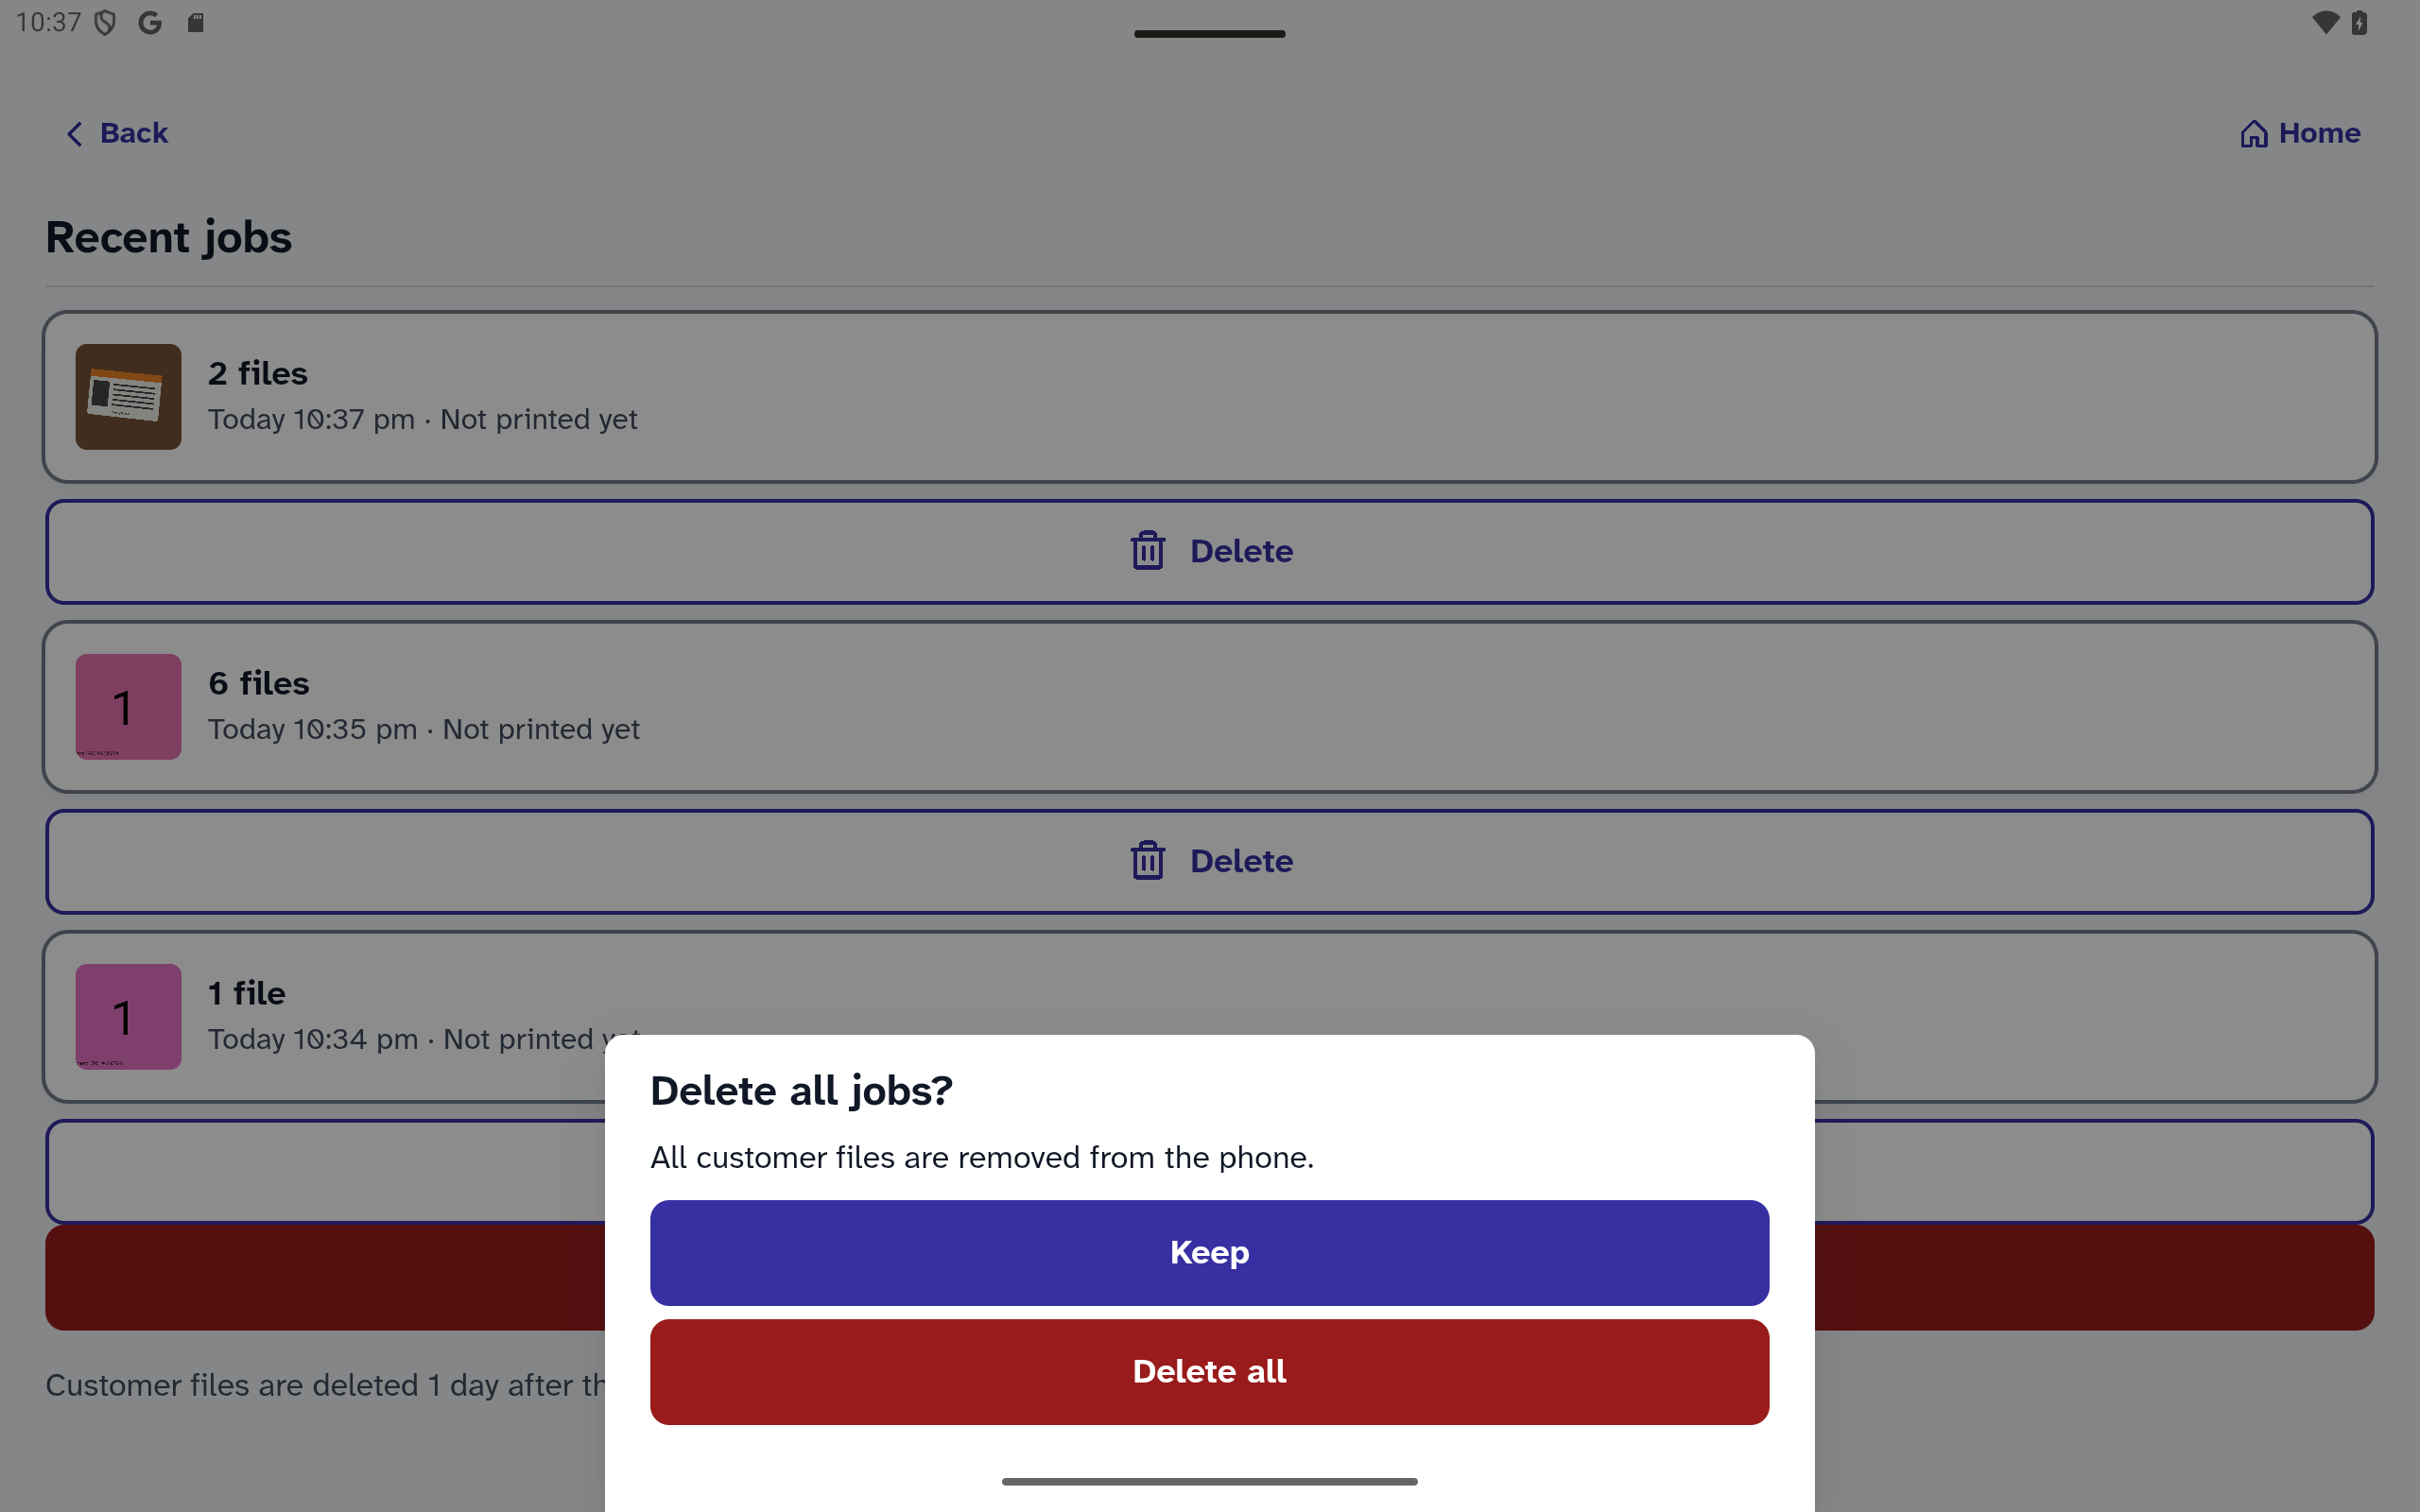 10:37
Back
Home
Recent jobs
2 files
Today 10:37 pm · Not printed yet
Delete
1
6 files
Today 10:35 pm · Not printed yet
Delete
1
1 file
Today 10:34 pm · Not printed
Delete all jobs?
All customer files are removed from the phone.
Keep
Delete all
Customer files are deleted 1 day after